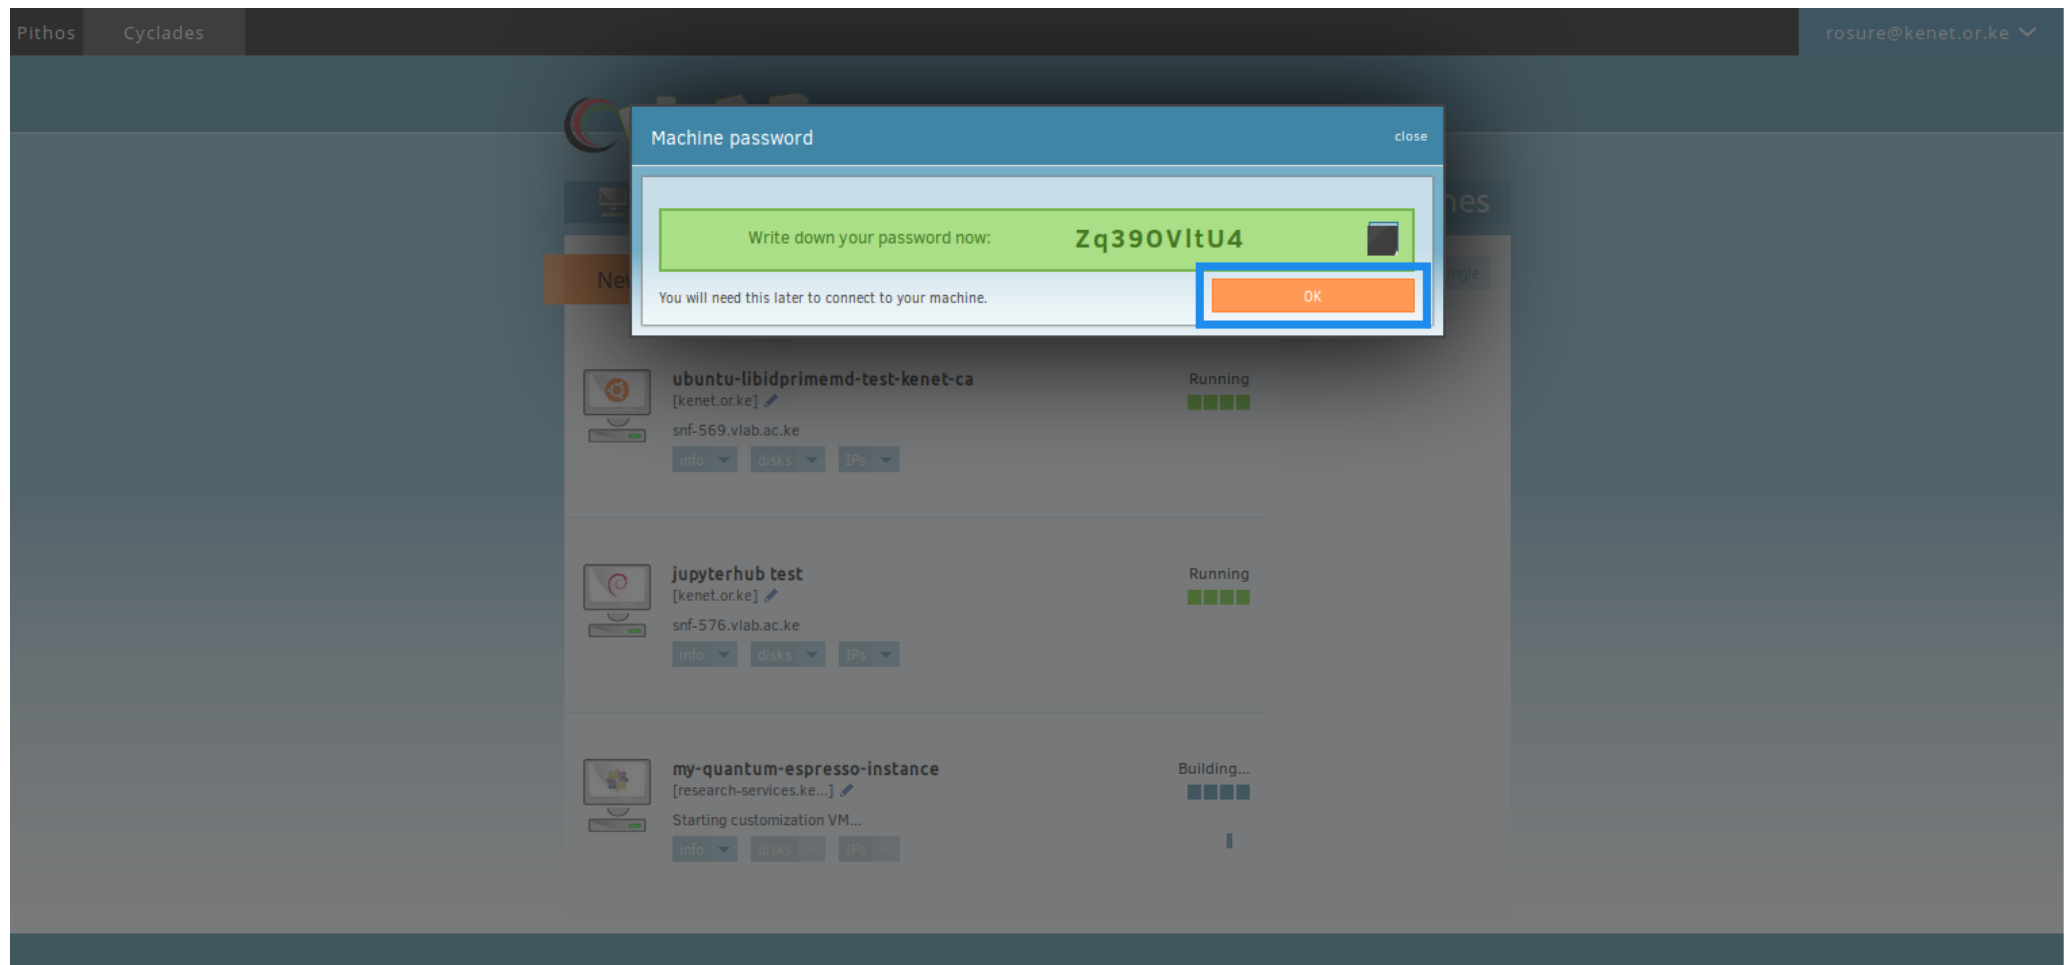 Pithos Cyclades rosure@kenet.or.ke
Machine password close
Write down your password now: Zq390VltU4
You will need this later to connect to your machine. OK
ubuntu-libidprimemd-test-kenet-ca Running
[kenet.or.ke]
snf-569.vlab.ac.ke
info disks IPs
jupyterhub test Running
[kenet.or.ke]
snf-576.vlab.ac.ke
info disks IPs
my-quantum-espresso-instance Building...
[research-services.ke...]
Starting customization VM...
info disks IPs